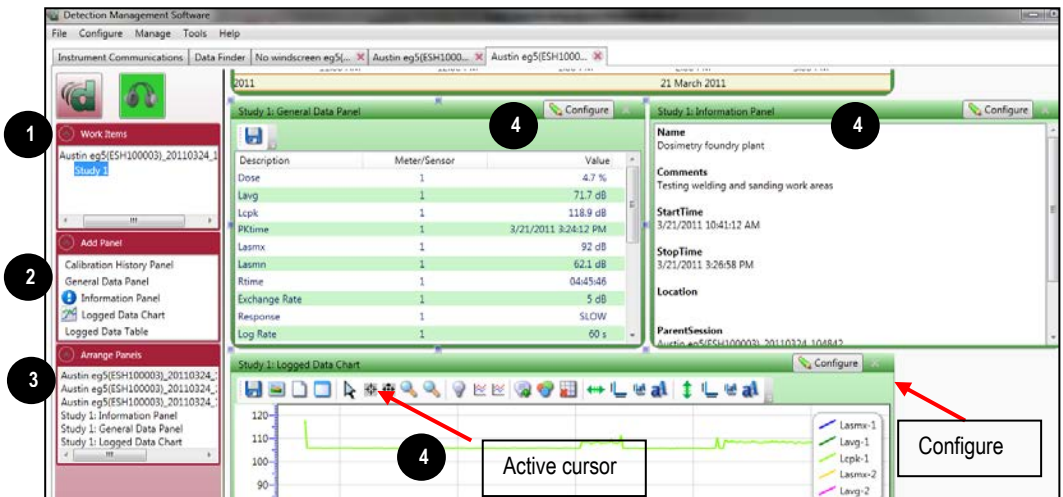 Detection Management Software
File Configure Manage Tools Help
Instrument Communications Data Finder No windscreen eg5(... Austin eg5(ESH1000... Austin eg5(ESH1000...
2011 21 March 2011
1
Work Items
Austin eg5(ESH100003)_20110324_1
Study 1
2
Add Panel
Calibration History Panel
General Data Panel
Information Panel
Logged Data Chart
Logged Data Table
3
Arrange Panels
Austin eg5(ESH100003)_20110324_
Austin eg5(ESH100003)_20110324_
Austin eg5(ESH100003)_20110324_
Study 1: Information Panel
Study 1: General Data Panel
Study 1: Logged Data Chart
Study 1: General Data Panel 4 Configure
Description Meter/Sensor Value
Dose 1 4.7 %
Lavg 1 71.7 dB
Lcpk 1 118.9 dB
PKtime 1 3/21/2011 3:24:12 PM
Lasmx 1 92 dB
Lasmn 1 62.1 dB
Rtime 1 04:45:46
Exchange Rate 1 5 dB
Response 1 SLOW
Log Rate 1 60 s
Study 1: Information Panel 4 Configure
Name
Dosimetry foundry plant
Comments
Testing welding and sanding work areas
StartTime
3/21/2011 10:41:12 AM
StopTime
3/21/2011 3:26:58 PM
Location
ParentSession
Austin eg5(ESH100003)_20110324_104842
Study 1: Logged Data Chart Configure
120
110
100
90
4
Active cursor
Lasmx-1
Lavg-1
Lcpk-1
Lasmx-2
Lavg-2
Configure